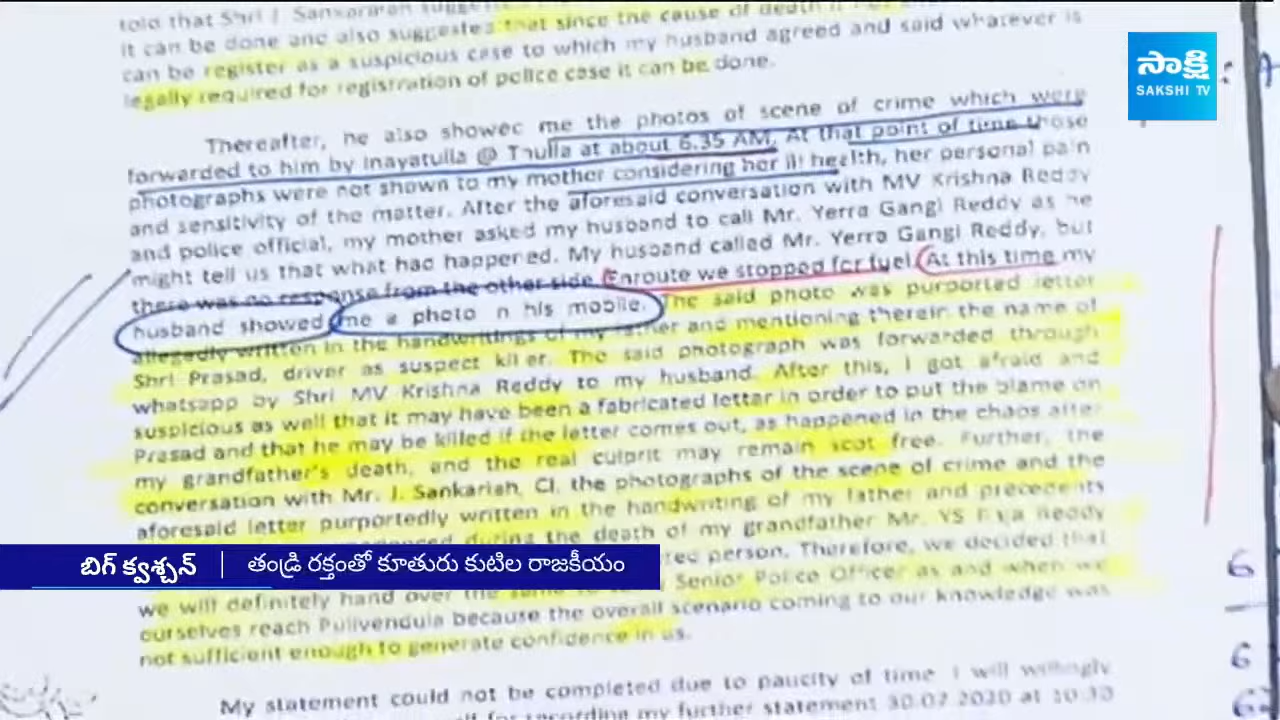 told that Shri J. Sankaraiah
it can be done and also suggested that since the cause of death
can be register as a suspicious case to which my husband agreed and said whatever is
legally required for registration of police case it can be done.
సాక్షి
SAKSHI TV
Thereafter, he also showed me the photos of scene of crime which were
forwarded to him by Inayatulla @ Thulla at about 6.35 AM. At that point of time those
photographs were not shown to my mother considering her ill health, her personal pain
and sensitivity of the matter. After the aforesaid conversation with MV Krishna Reddy
and police official, my mother asked my husband to call Mr. Yerra Gangi Reddy as he
might tell us that what had happened. My husband called Mr. Yerra Gangi Reddy, but
there was no response from the other side. Enroute we stopped for fuel. At this time my
husband showed me a photo n his mobile. The said photo was purported letter
allegedly written in the handwritings of my father and mentioning therein the name of
Shri Prasad, driver as suspect killer. The said photograph was forwarded through
whatsapp by Shri MV Krishna Reddy to my husband. After this, I got afraid and
suspicious as well that it may have been a fabricated letter in order to put the blame on
Prasad and that he may be killed if the letter comes out, as happened in the chaos after
my grandfather's death, and the real culprit may remain scot free. Further, the
conversation with Mr. J. Sankariah, CI, the photographs of the scene of crime and the
aforesaid letter purportedly written in the handwriting of my father and precedents
during the death of my grandfather Mr. YS Raja Reddy
person. Therefore, we decided that
we will definitely hand over the same to Senior Police Officer as and when we
ourselves reach Pulivendula because the overall scenario coming to our knowledge was
not sufficient enough to generate confidence in us.
My statement could not be completed due to paucity of time. I will willingly
for recording my further statement 30.07.2020 at 10.30
బిగ్ క్వశ్చన్ | తండ్రి రక్తంతో కూతురు కుటిల రాజకీయం
6
6